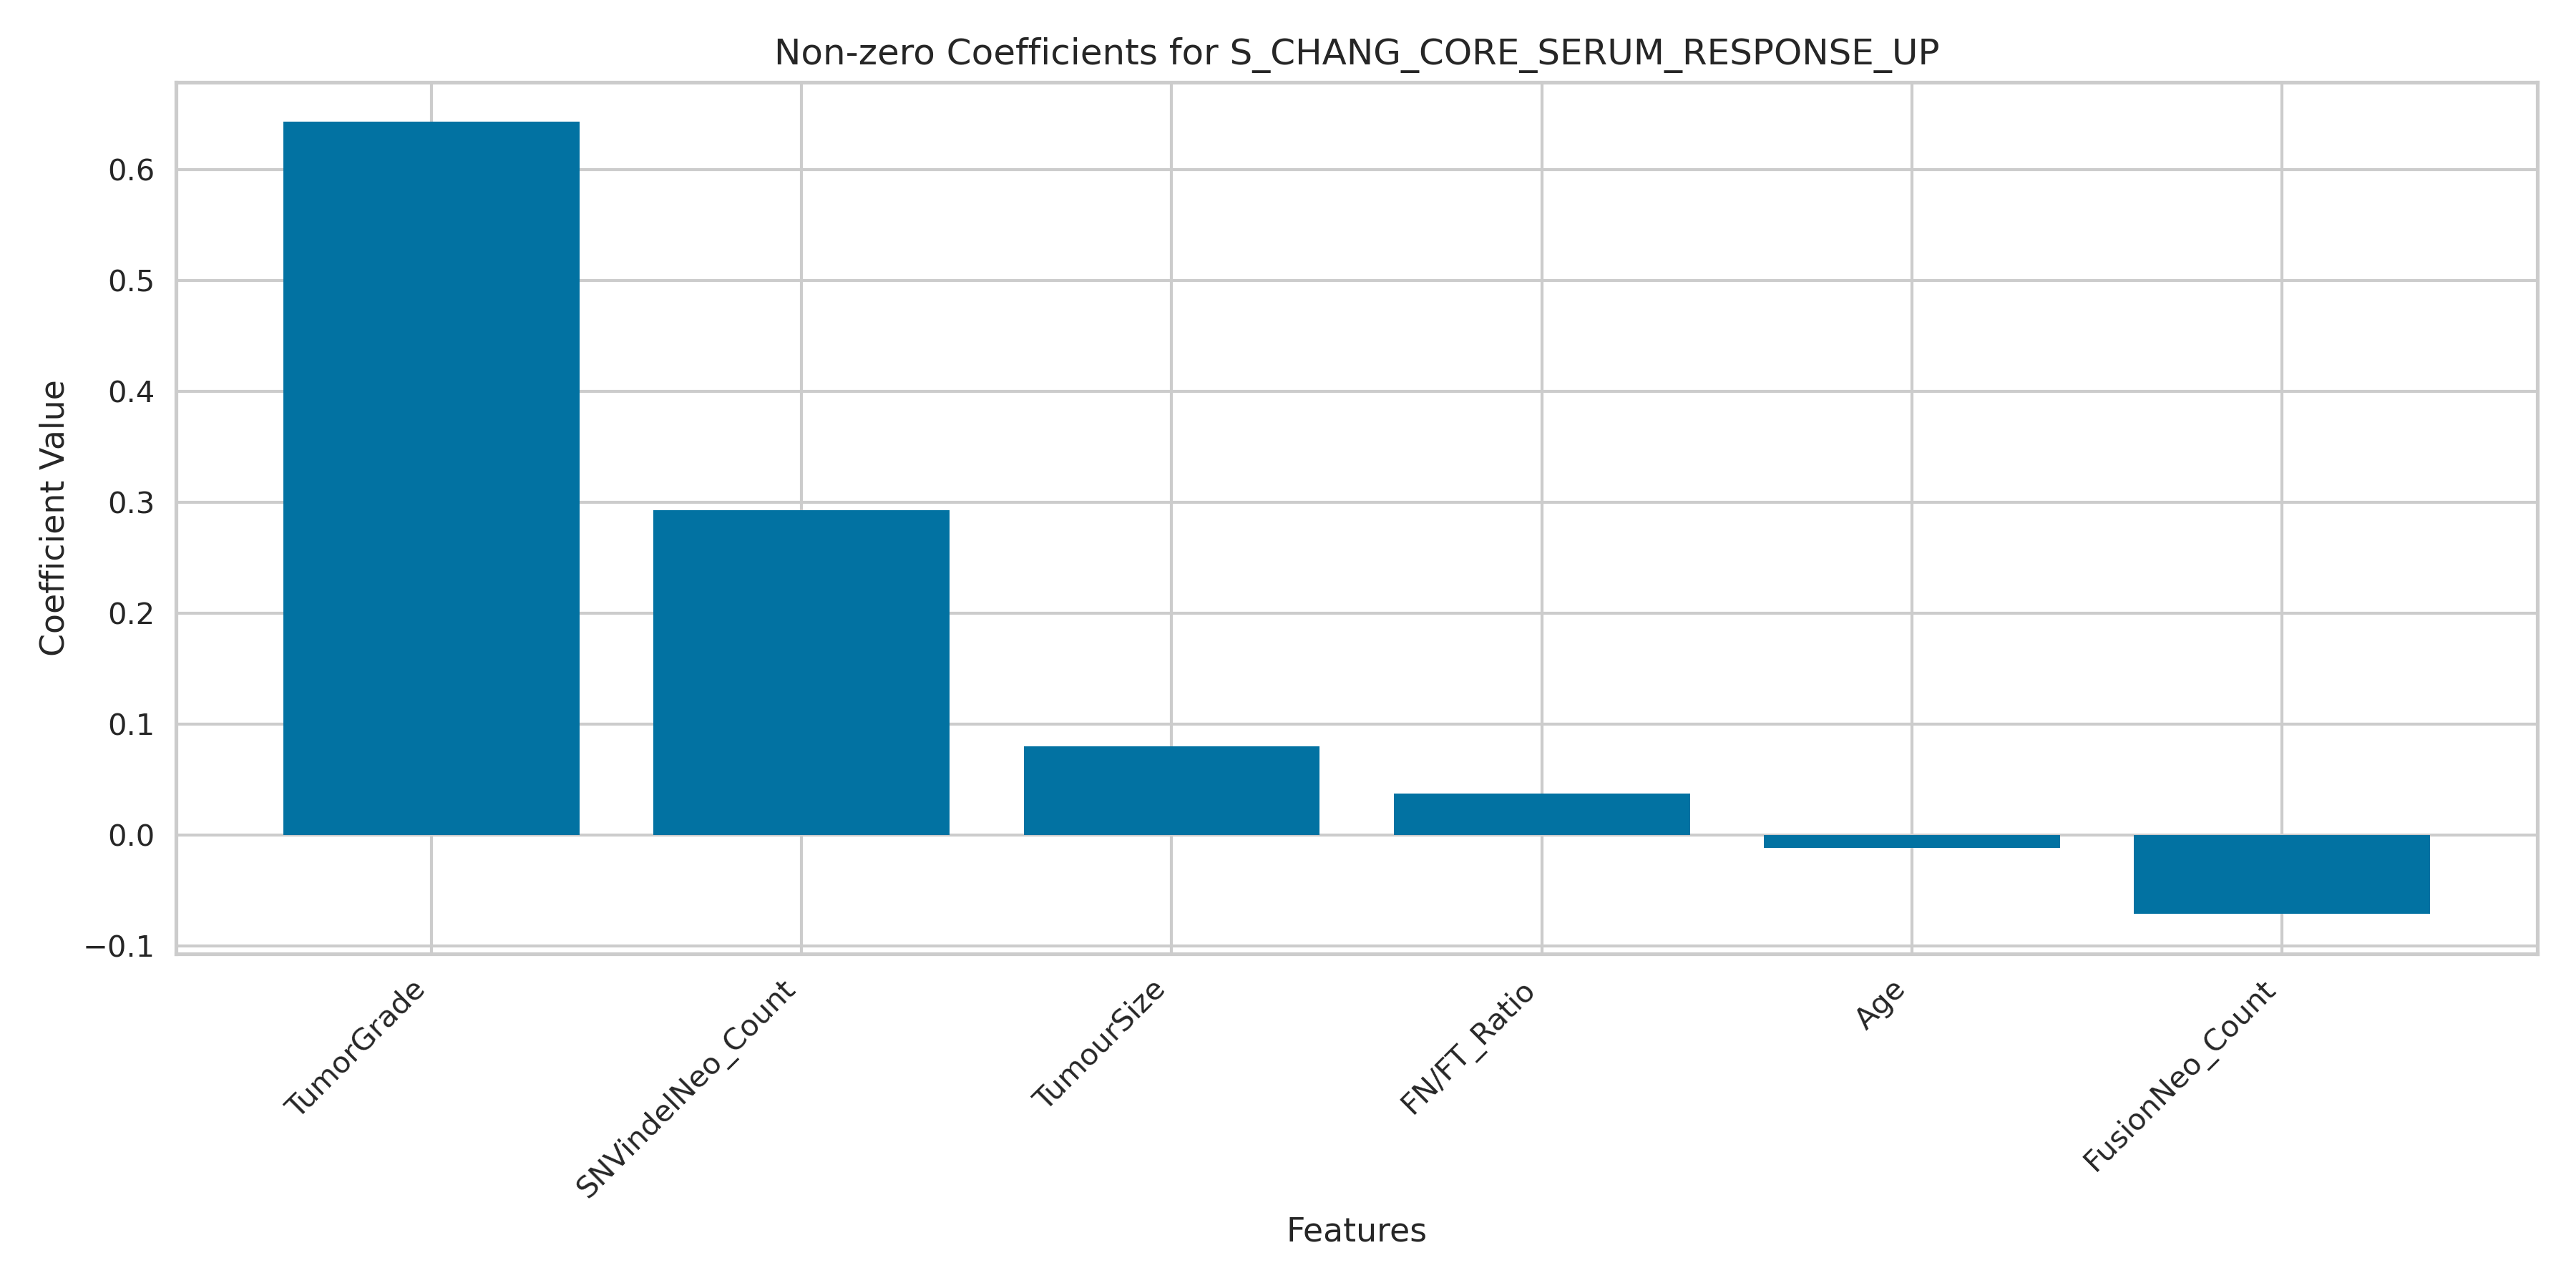 Non-zero Coefficients for S_CHANG_CORE_SERUM_RESPONSE_UP
Coefficient Value
0.6
0.5
0.4
0.3
0.2
0.1
0.0
−0.1
TumorGrade
SNVindelNeo_Count
TumourSize
FN/FT_Ratio
Age
FusionNeo_Count
Features